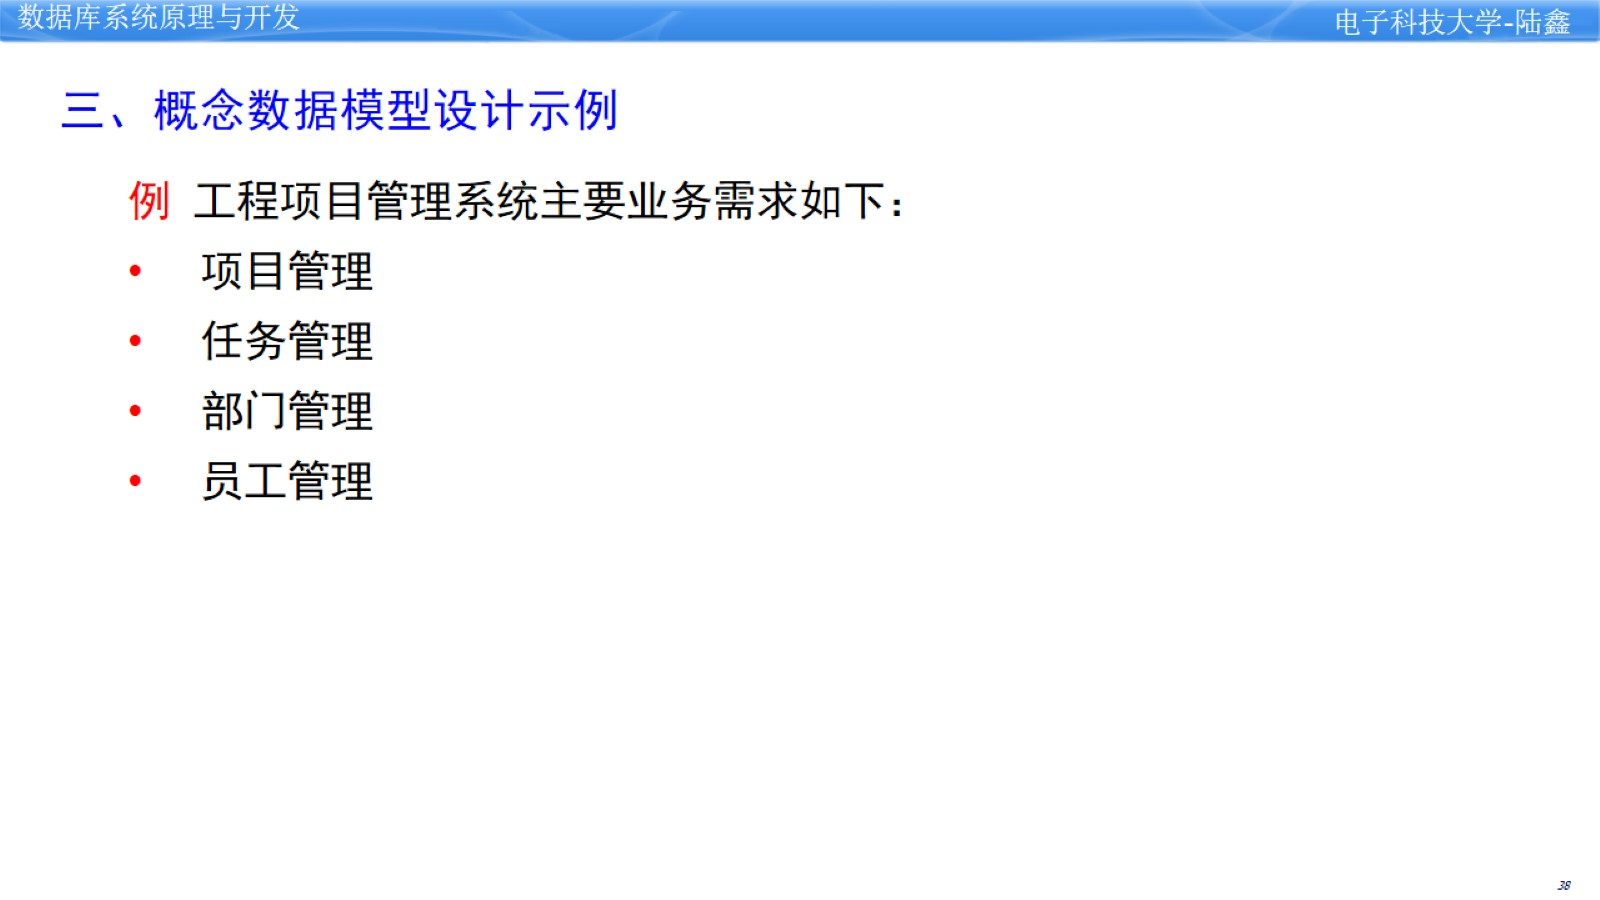 数据库系统原理与开发
电子科技大学-陆鑫
三、概念数据模型设计示例
例 工程项目管理系统主要业务需求如下：
• 项目管理
• 任务管理
• 部门管理
• 员工管理
38